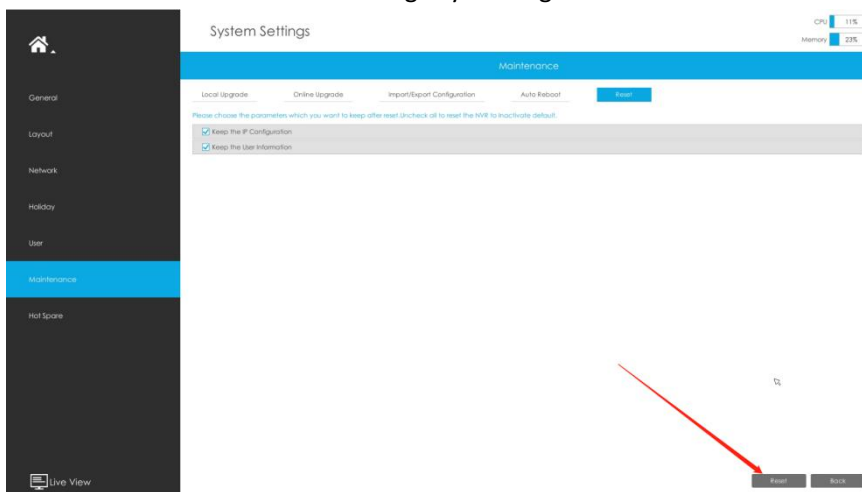 System Settings
CPU 11%
Memory 23%
Maintenance
General
Layout
Network
Holiday
User
Maintenance
Hot Spare
Live View
Local Upgrade Online Upgrade Import/Export Configuration Auto Reboot Reset
Please choose the parameters which you want to keep after reset.Uncheck all to reset the NVR to inactivate default.
Keep the IP Configuration
Keep the User Information
Reset Back